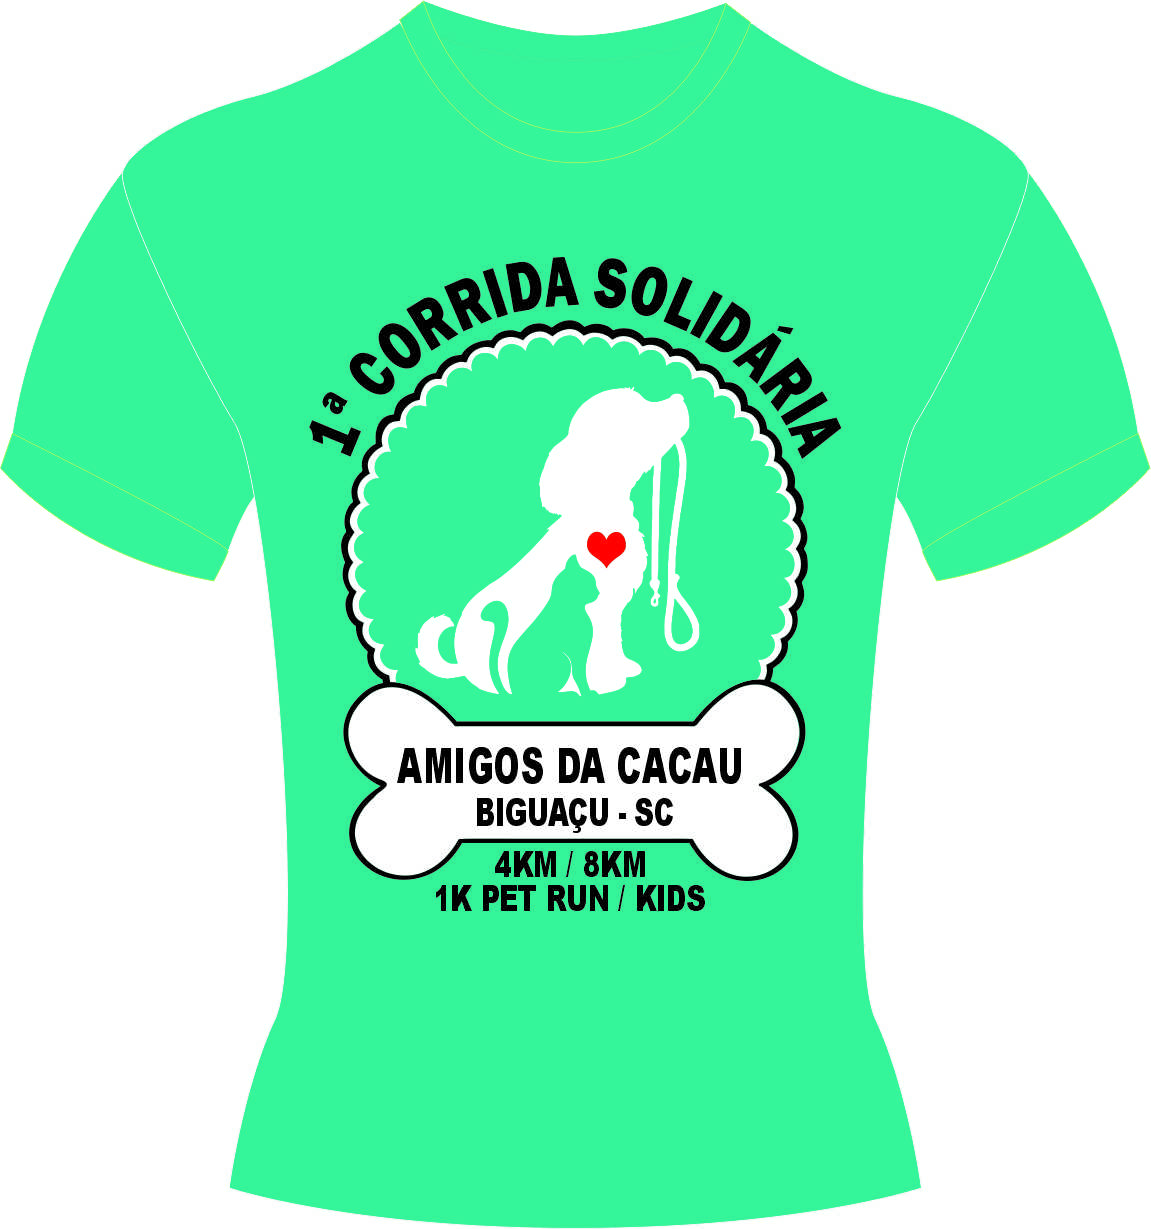 1ª CORRIDA SOLIDÁRIA
AMIGOS DA CACAU
BIGUAÇU - SC
4KM / 8KM
1K PET RUN / KIDS